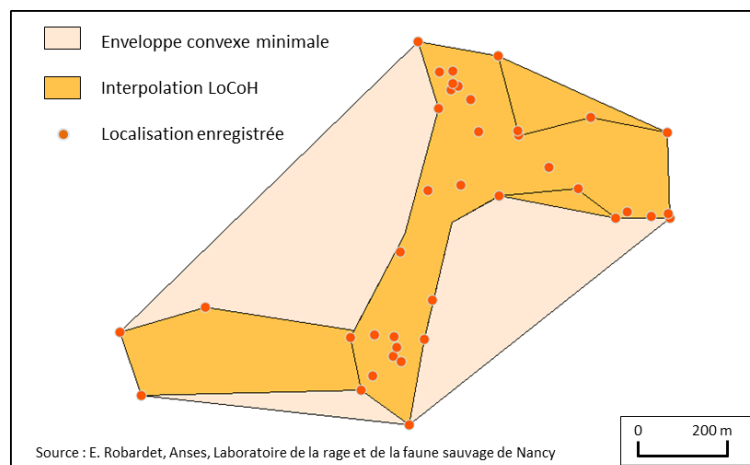 Enveloppe convexe minimale
Interpolation LoCoH
Localisation enregistrée
0 200 m
Source : E. Robardet, Anses, Laboratoire de la rage et de la faune sauvage de Nancy